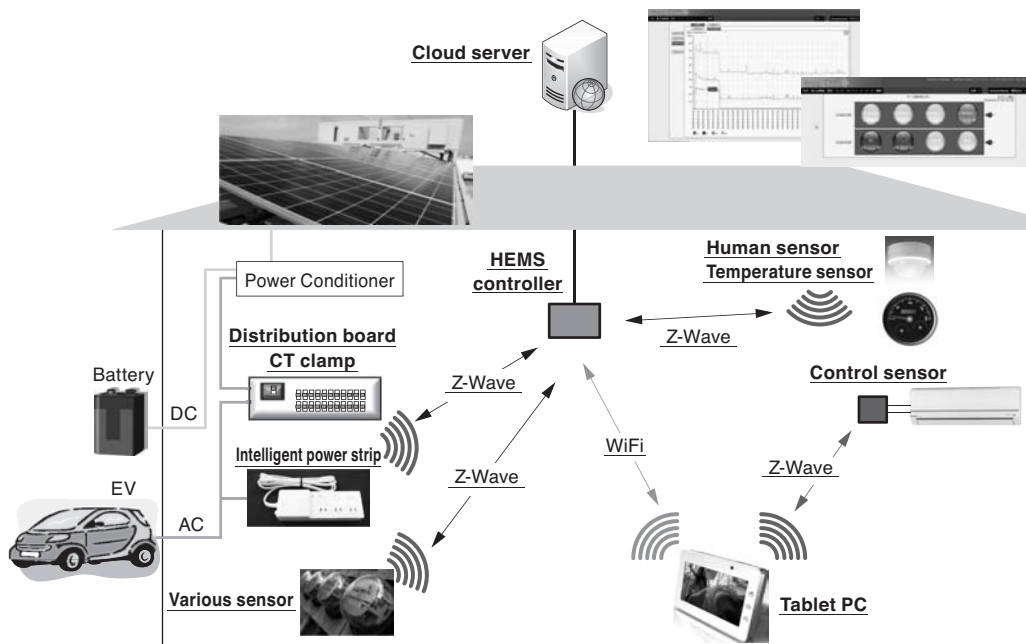 Cloud server
HEMS
controller
Human sensor
Temperature sensor
Power Conditioner
Distribution board
CT clamp
Z-Wave
Z-Wave
Battery
DC
Control sensor
Intelligent power strip
WiFi
Z-Wave
Z-Wave
EV
AC
Various sensor
Tablet PC